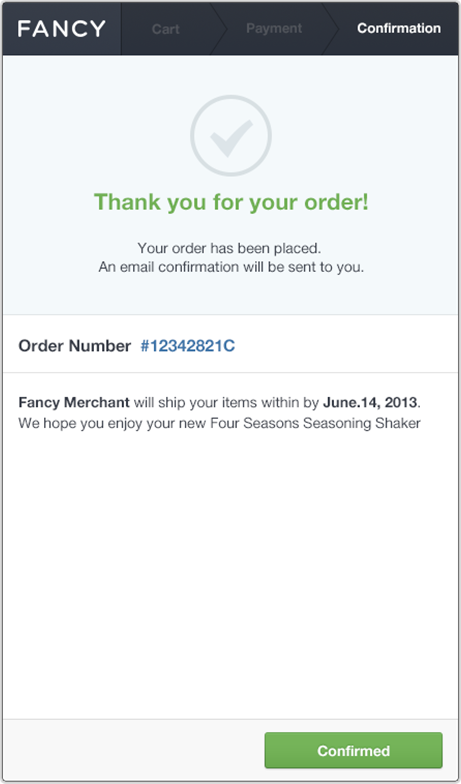 FANCY Cart Payment Confirmation
Thank you for your order!
Your order has been placed.
An email confirmation will be sent to you.
Order Number #12342821C
Fancy Merchant will ship your items within by June.14, 2013.
We hope you enjoy your new Four Seasons Seasoning Shaker
Confirmed